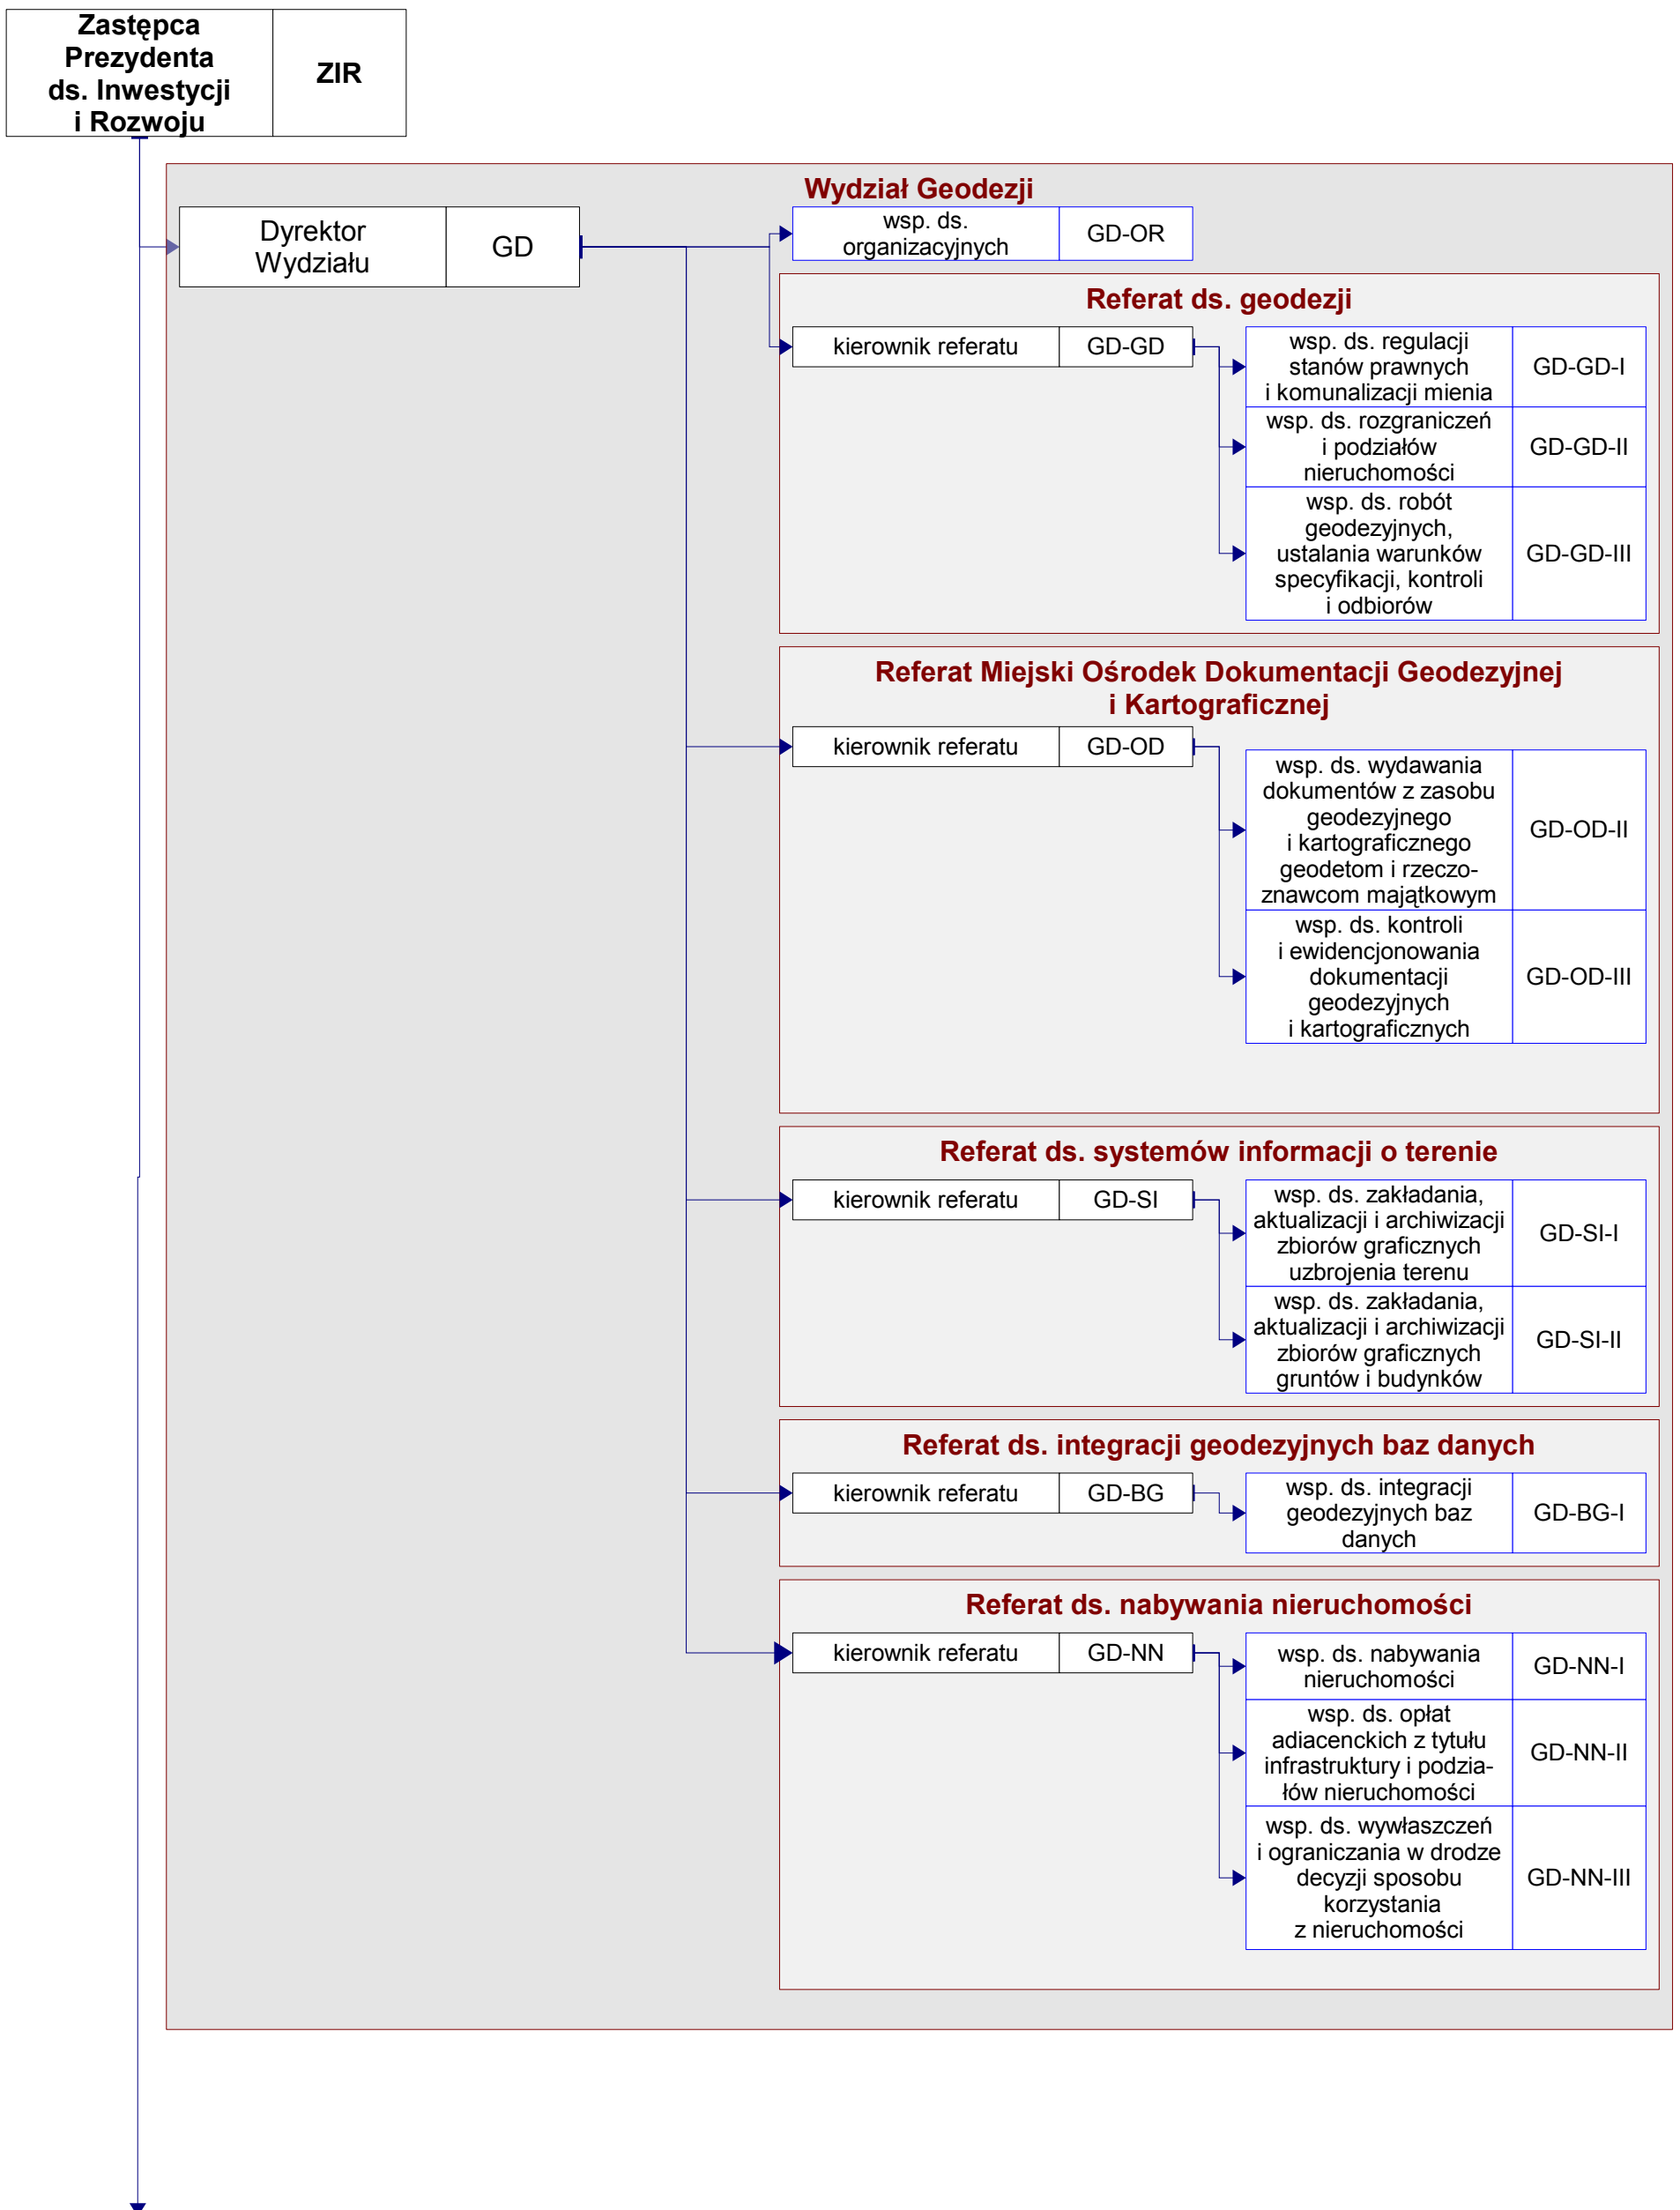 Zastępca
Prezydenta
ds. Inwestycji
i Rozwoju
ZIR
Wydział Geodezji
Dyrektor
Wydziału
GD
wsp. ds.
organizacyjnych
GD-OR
Referat ds. geodezji
kierownik referatu
GD-GD
wsp. ds. regulacji
stanów prawnych
i komunalizacji mienia
GD-GD-I
wsp. ds. rozgraniczeń
i podziałów
nieruchomości
GD-GD-II
wsp. ds. robót
geodezyjnych,
ustalania warunków
specyfikacji, kontroli
i odbiorów
GD-GD-III
Referat Miejski Ośrodek Dokumentacji Geodezyjnej
i Kartograficznej
kierownik referatu
GD-OD
wsp. ds. wydawania
dokumentów z zasobu
geodezyjnego
i kartograficznego
geodetom i rzeczo-
znawcom majątkowym
GD-OD-II
wsp. ds. kontroli
i ewidencjonowania
dokumentacji
geodezyjnych
i kartograficznych
GD-OD-III
Referat ds. systemów informacji o terenie
kierownik referatu
GD-SI
wsp. ds. zakładania,
aktualizacji i archiwizacji
zbiorów graficznych
uzbrojenia terenu
GD-SI-I
wsp. ds. zakładania,
aktualizacji i archiwizacji
zbiorów graficznych
gruntów i budynków
GD-SI-II
Referat ds. integracji geodezyjnych baz danych
kierownik referatu
GD-BG
wsp. ds. integracji
geodezyjnych baz
danych
GD-BG-I
Referat ds. nabywania nieruchomości
kierownik referatu
GD-NN
wsp. ds. nabywania
nieruchomości
GD-NN-I
wsp. ds. opłat
adiacenckich z tytułu
infrastruktury i podzia-
łów nieruchomości
GD-NN-II
wsp. ds. wywłaszczeń
i ograniczania w drodze
decyzji sposobu
korzystania
z nieruchomości
GD-NN-III